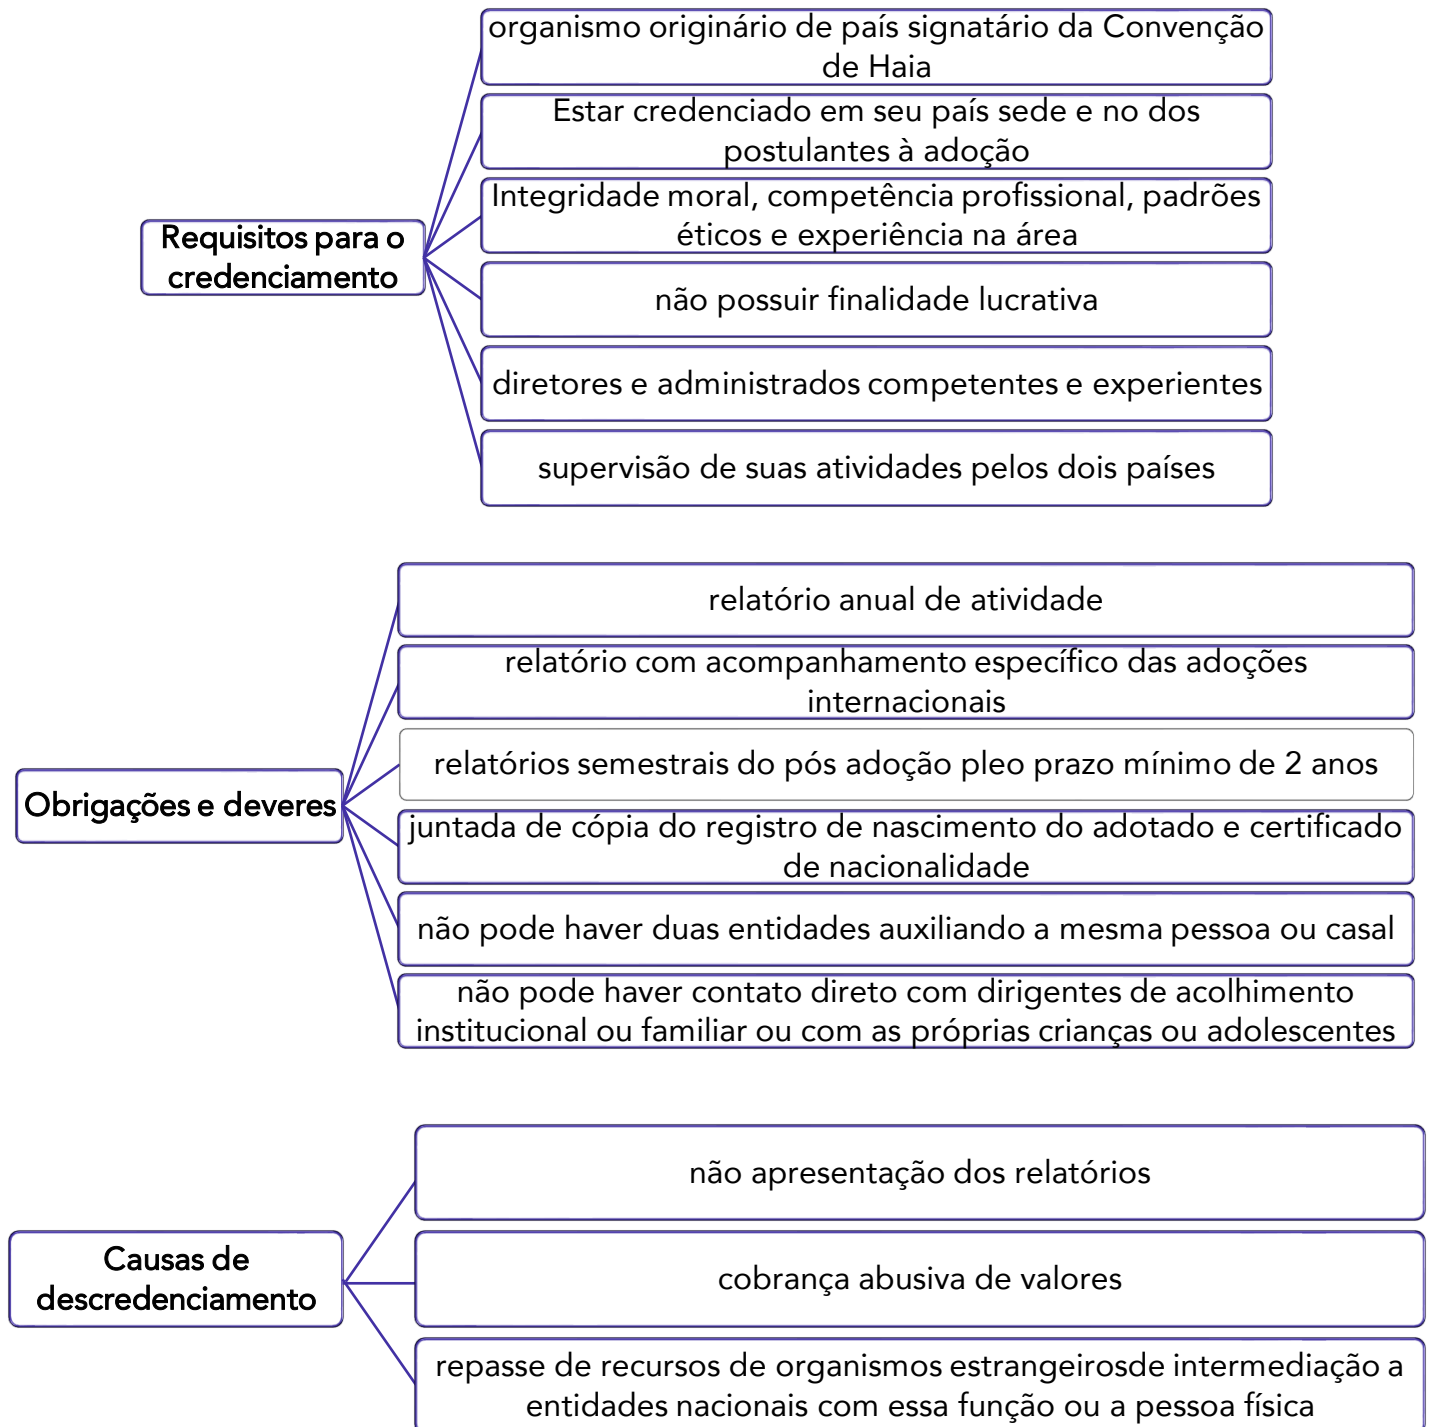 organismo originário de país signatário da Convenção
de Haia
Estar credenciado em seu país sede e no dos
postulantes à adoção
Integridade moral, competência profissional, padrões
éticos e experiência na área
Requisitos para o
credenciamento
não possuir finalidade lucrativa
diretores e administrados competentes e experientes
supervisão de suas atividades pelos dois países
relatório anual de atividade
relatório com acompanhamento específico das adoções
internacionais
relatórios semestrais do pós adoção pleo prazo mínimo de 2 anos
Obrigações e deveres
juntada de cópia do registro de nascimento do adotado e certificado
de nacionalidade
não pode haver duas entidades auxiliando a mesma pessoa ou casal
não pode haver contato direto com dirigentes de acolhimento
institucional ou familiar ou com as próprias crianças ou adolescentes
não apresentação dos relatórios
Causas de
descredenciamento
cobrança abusiva de valores
repasse de recursos de organismos estrangeirosde intermediação a
entidades nacionais com essa função ou a pessoa física